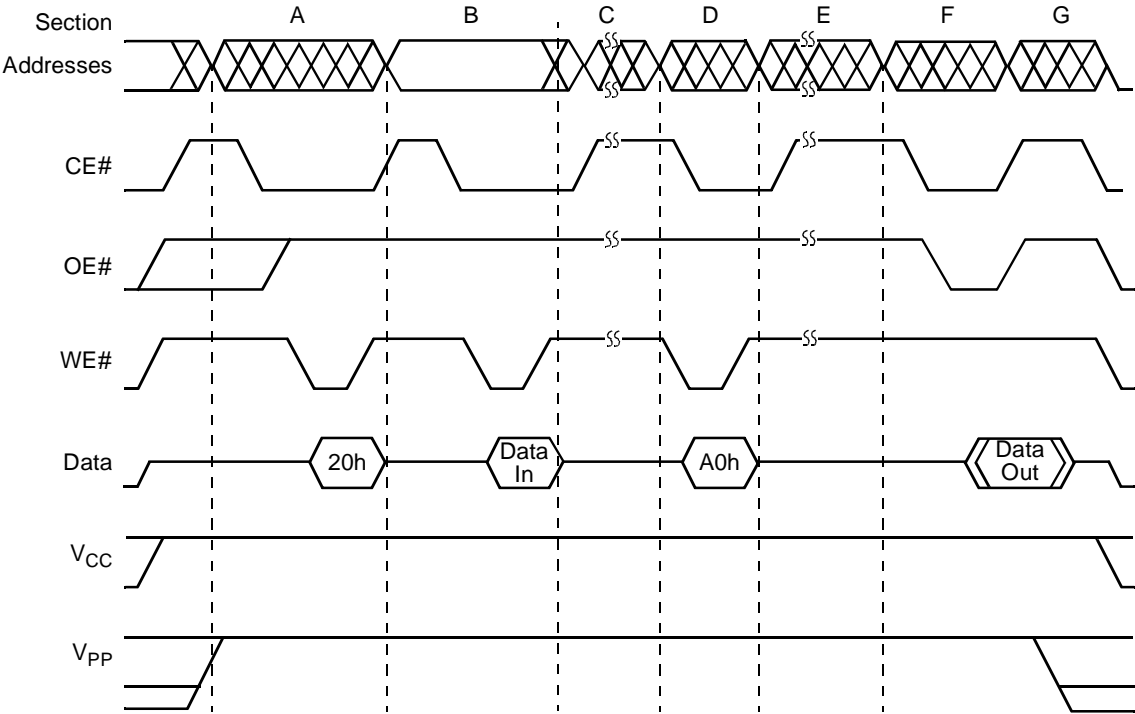 Section A B C D E F G
Addresses
CE#
OE#
WE#
Data 20h Data In A0h Data Out
VCC
VPP